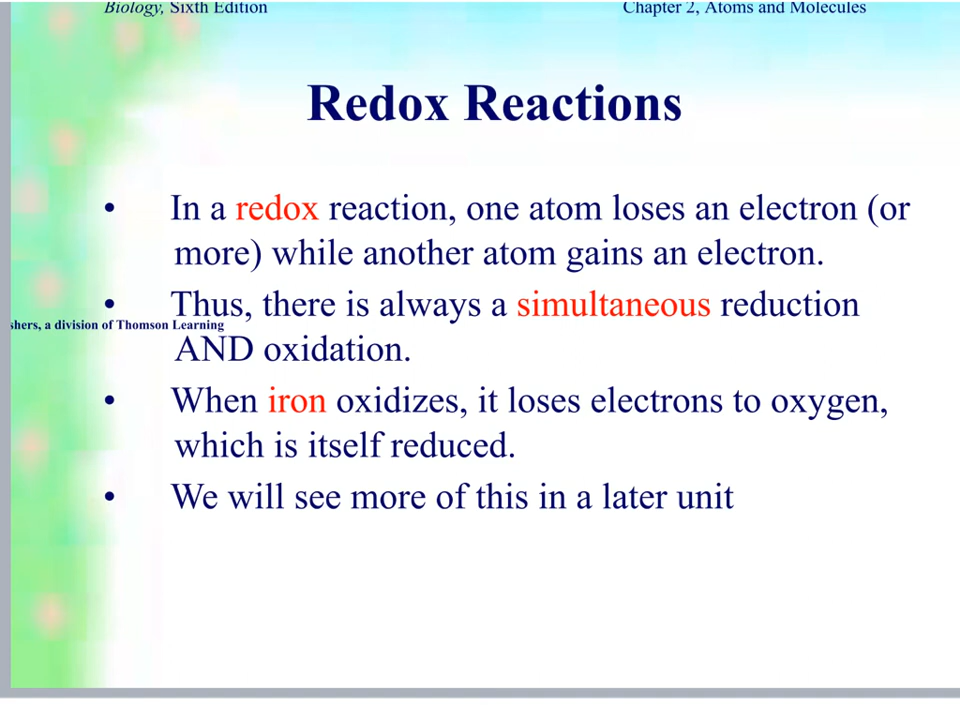 Biology, Sixth Edition
Chapter 2, Atoms and Molecules
Redox Reactions
• In a redox reaction, one atom loses an electron (or
more) while another atom gains an electron.
• Thus, there is always a simultaneous reduction
shers, a division of Thomson Learning
AND oxidation.
• When iron oxidizes, it loses electrons to oxygen,
which is itself reduced.
• We will see more of this in a later unit